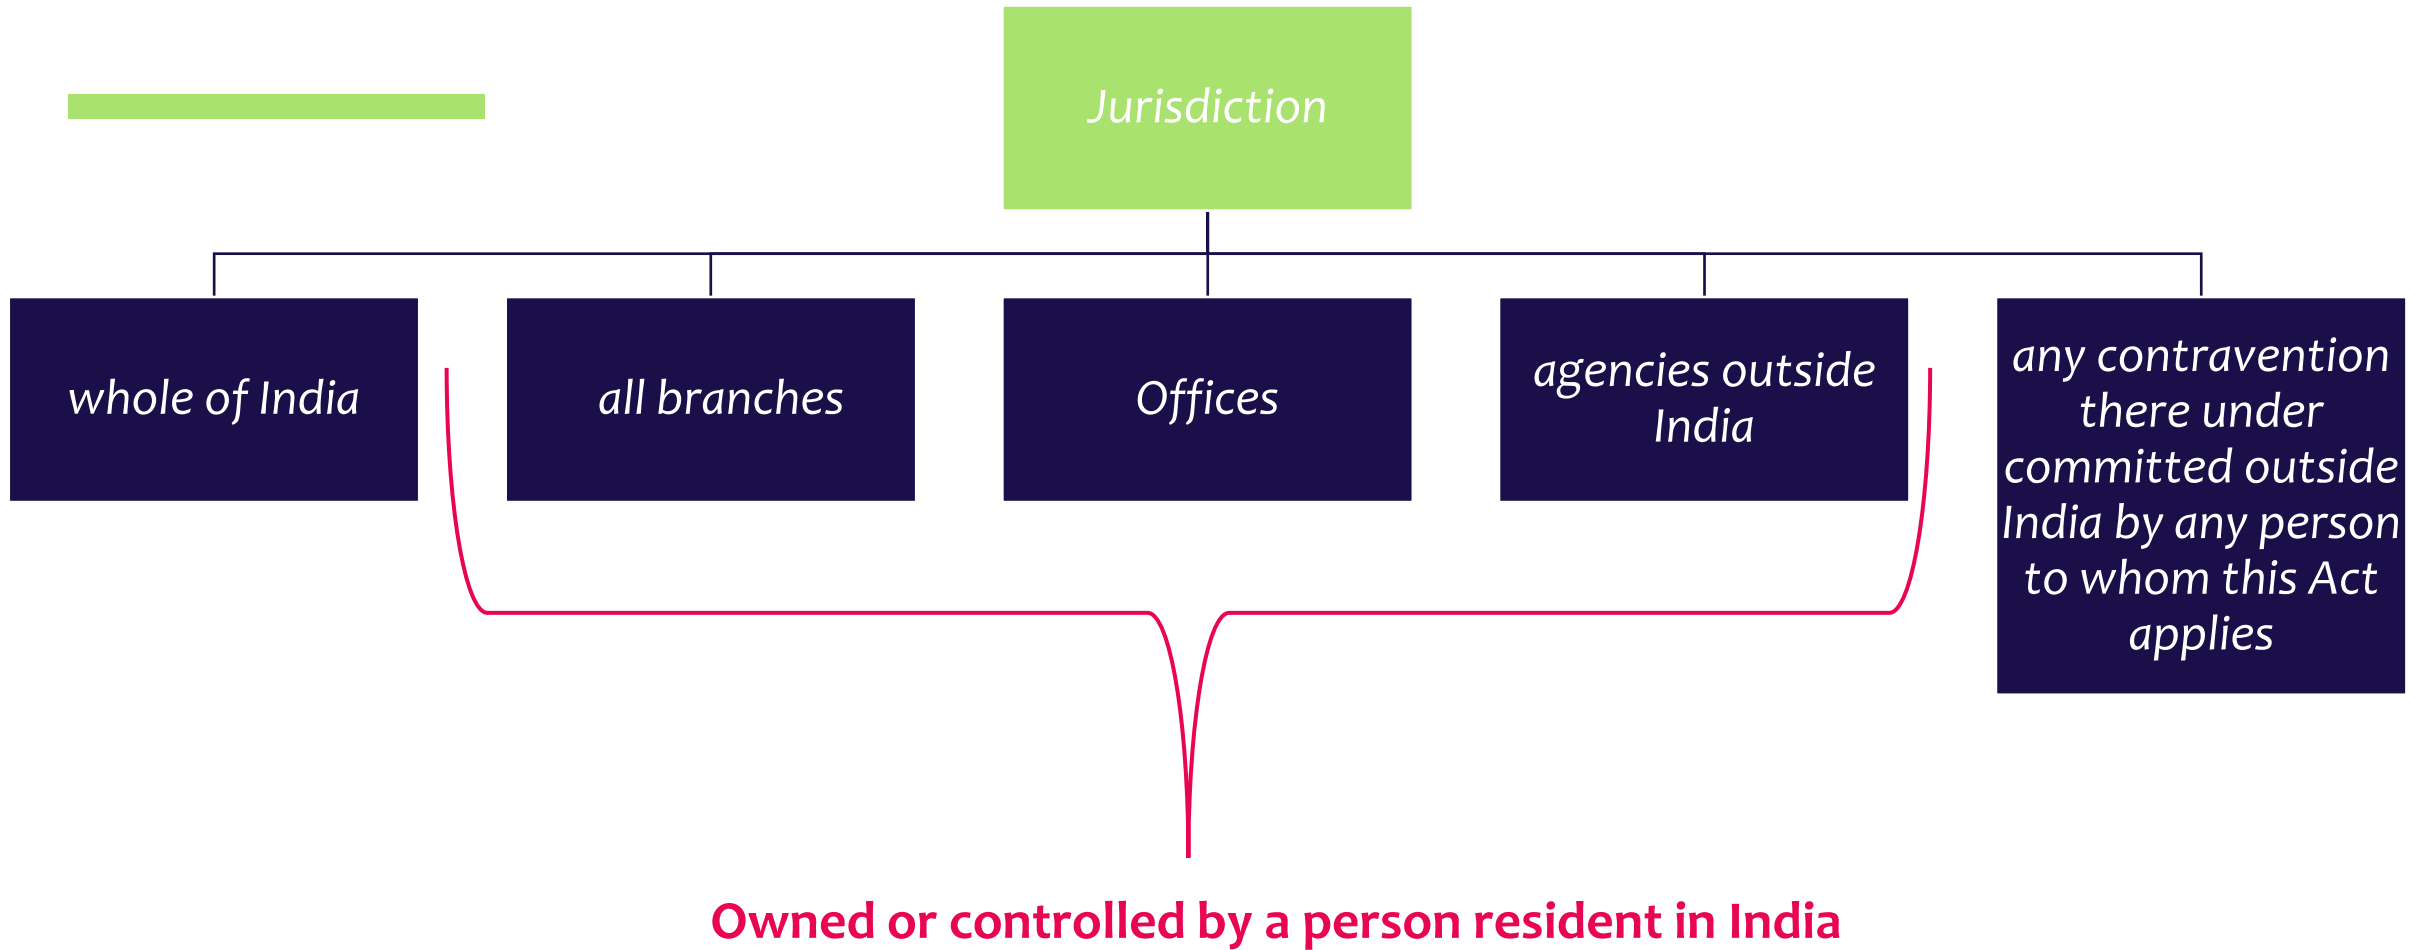 Jurisdiction
whole of India
all branches
Offices
agencies outside
India
any contravention
there under
committed outside
India by any person
to whom this Act
applies
Owned or controlled by a person resident in India